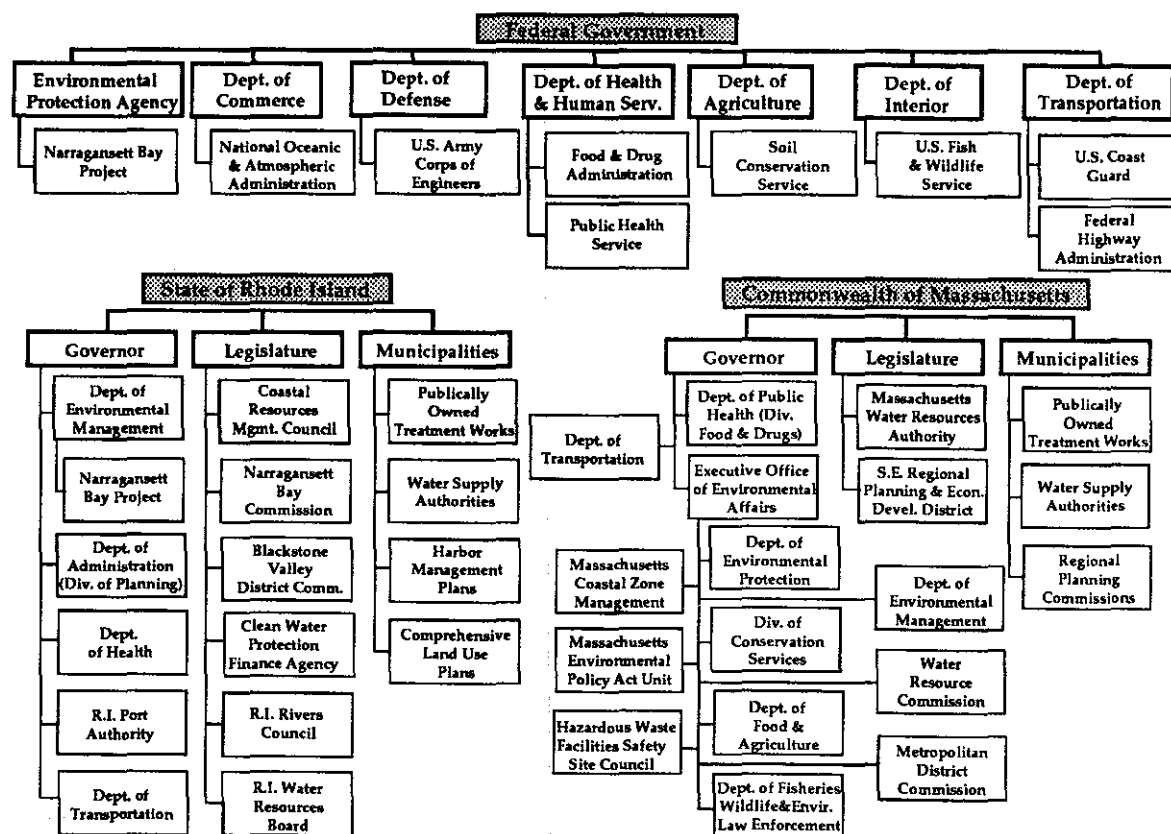 Federal Government
Environmental
Protection Agency
Dept. of
Commerce
Dept. of
Defense
Dept. of Health
& Human Serv.
Dept. of
Agriculture
Dept. of
Interior
Dept. of
Transportation
Narragansett Bay
Project
National Oceanic
& Atmospheric
Administration
U.S. Army
Corps of
Engineers
Food & Drug
Administration
Public Health
Service
Soil
Conservation
Service
U.S. Fish
& Wildlife
Service
U.S. Coast
Guard
Federal
Highway
Administration
State of Rhode Island
Governor
Legislature
Municipalities
Dept. of
Environmental
Management
Narragansett
Bay Project
Dept. of
Administration
(Div. of Planning)
Dept.
of Health
R.I. Port
Authority
Dept. of
Transportation
Coastal
Resources
Mgmt. Council
Narragansett
Bay
Commission
Blackstone
Valley
District Comm.
Clean Water
Protection
Finance Agency
R.I. Rivers
Council
R.I. Water
Resources
Board
Publically
Owned
Treatment Works
Water Supply
Authorities
Harbor
Management
Plans
Comprehensive
Land Use
Plans
Commonwealth of Massachusetts
Governor
Legislature
Municipalities
Dept. of
Transportation
Dept. of Public
Health (Div.
Food & Drugs)
Executive Office
of Environmental
Affairs
Massachusetts
Coastal Zone
Management
Massachusetts
Environmental
Policy Act Unit
Hazardous Waste
Facilities Safety
Site Council
Dept. of
Environmental
Protection
Div. of
Conservation
Services
Dept. of
Food &
Agriculture
Dept. of Fisheries
Wildlife&Envir.
Law Enforcement
Dept. of
Environmental
Management
Water
Resource
Commission
Metropolitan
District
Commission
Massachusetts
Water Resources
Authority
S.E. Regional
Planning & Econ.
Devel. District
Publically
Owned
Treatment Works
Water Supply
Authorities
Regional
Planning
Commissions